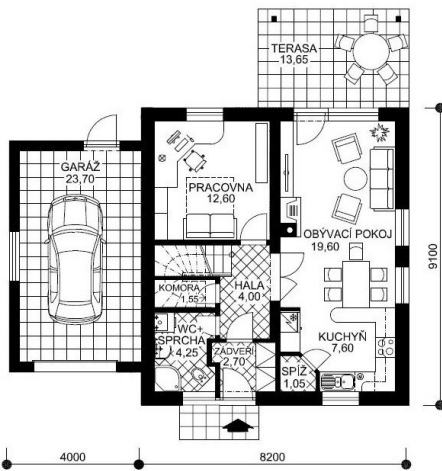 TERASA
13,65
GARÁŽ
23,70
PRACOVNA
12,60
OBÝVACÍ POKOJ
19,60
KOMORA
1,55
HALA
4,00
WC+
SPRCHA
4,25
ZÁDVEŘÍ
2,70
KUCHYŇ
7,60
SPÍŽ
1,05
9100
4000
8200